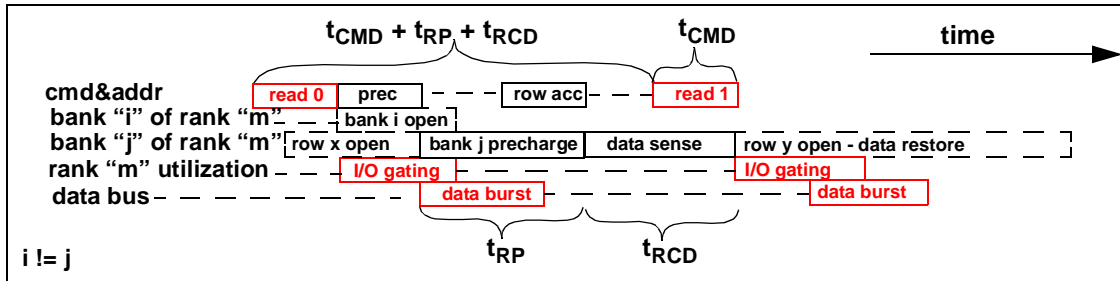 tCMD + tRP + tRCD tCMD time
cmd&addr read 0 prec row acc read 1
bank “i” of rank “m” bank i open
bank “j” of rank “m” row x open bank j precharge data sense row y open - data restore
rank “m” utilization I/O gating I/O gating
data bus data burst data burst
tRP tRCD
i != j